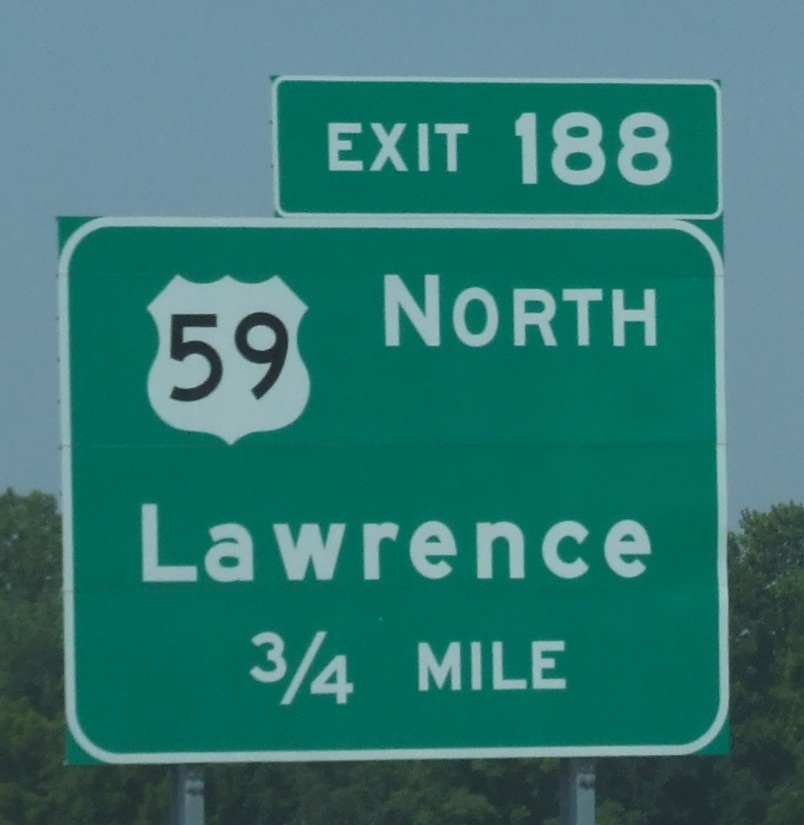 EXIT 188
59 NORTH
Lawrence
3/4 MILE